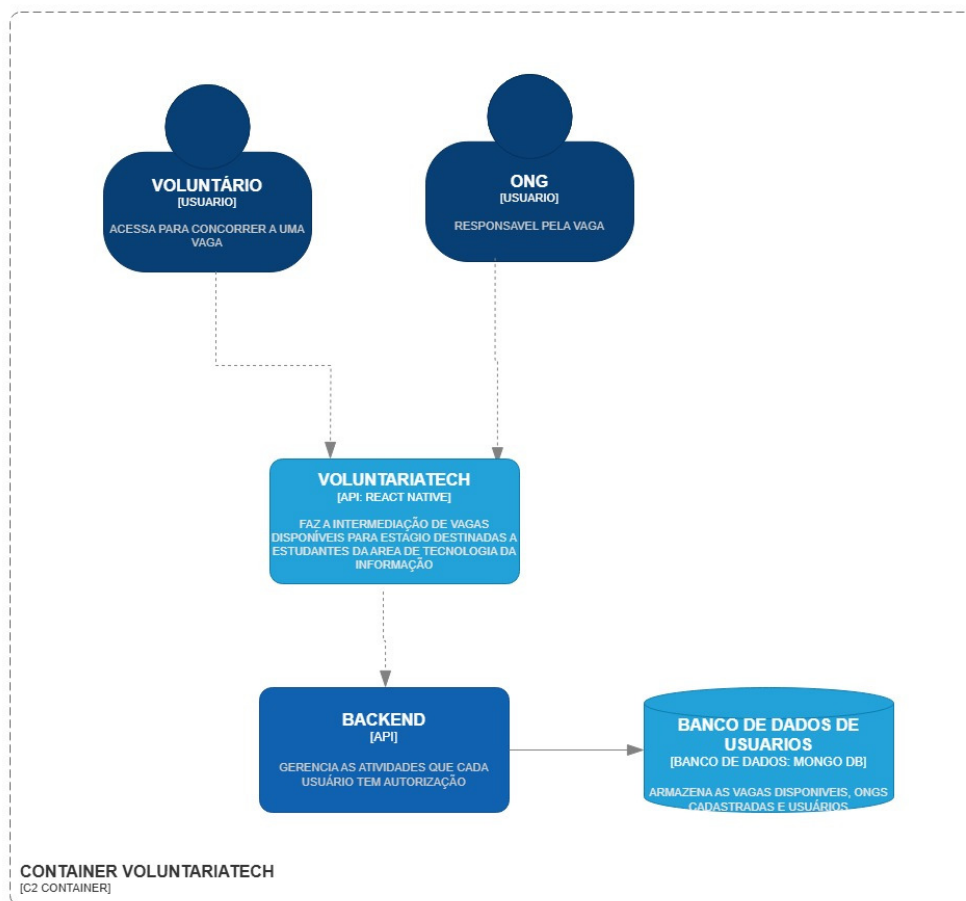 VOLUNTÁRIO
[USUARIO]
ACESSA PARA CONCORRER A UMA
VAGA
ONG
[USUARIO]
RESPONSAVEL PELA VAGA
VOLUNTARIATECH
[API: REACT NATIVE]
FAZ A INTERMEDIAÇÃO DE VAGAS
DISPONÍVEIS PARA ESTÁGIO DESTINADAS A
ESTUDANTES DA AREA DE TECNOLOGIA DA
INFORMAÇÃO
BACKEND
[API]
GERENCIA AS ATIVIDADES QUE CADA
USUÁRIO TEM AUTORIZAÇÃO
BANCO DE DADOS DE
USUARIOS
[BANCO DE DADOS: MONGO DB]
ARMAZENA AS VAGAS DISPONIVEIS, ONGS
CADASTRADAS E USUÁRIOS
CONTAINER VOLUNTARIATECH
[C2 CONTAINER]